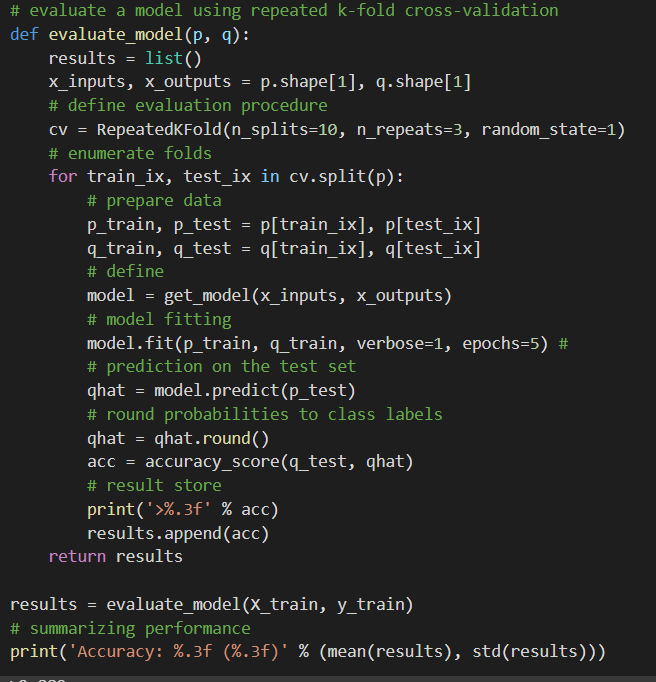 # evaluate a model using repeated k-fold cross-validation
def evaluate_model(p, q):
    results = list()
    x_inputs, x_outputs = p.shape[1], q.shape[1]
    # define evaluation procedure
    cv = RepeatedKFold(n_splits=10, n_repeats=3, random_state=1)
    # enumerate folds
    for train_ix, test_ix in cv.split(p):
        # prepare data
        p_train, p_test = p[train_ix], p[test_ix]
        q_train, q_test = q[train_ix], q[test_ix]
        # define
        model = get_model(x_inputs, x_outputs)
        # model fitting
        model.fit(p_train, q_train, verbose=1, epochs=5) #
        # prediction on the test set
        qhat = model.predict(p_test)
        # round probabilities to class labels
        qhat = qhat.round()
        acc = accuracy_score(q_test, qhat)
        # result store
        print('>%.3f' % acc)
        results.append(acc)
    return results

results = evaluate_model(X_train, y_train)
# summarizing performance
print('Accuracy: %.3f (%.3f)' % (mean(results), std(results)))